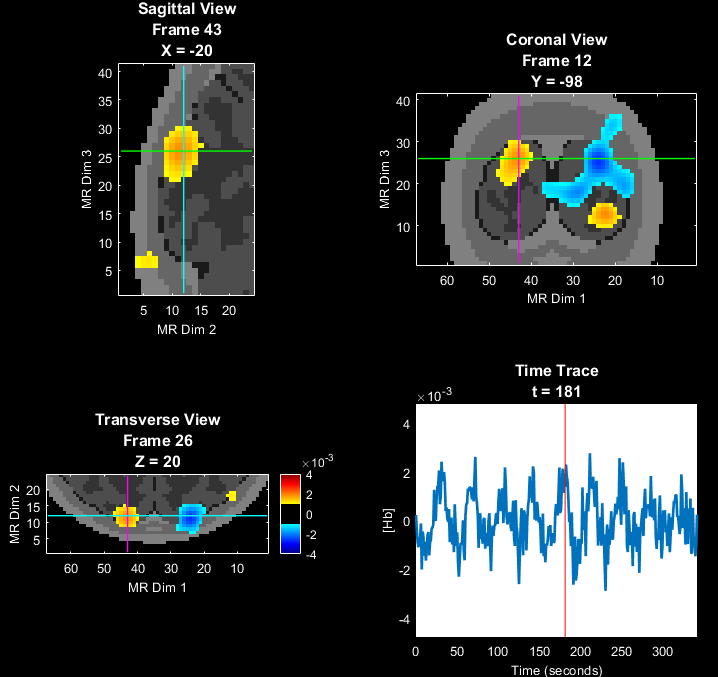 Sagittal View
Frame 43
X = -20
40
35
30
25
20
15
10
5
MR Dim 3
5 10 15 20
MR Dim 2
Coronal View
Frame 12
Y = -98
40
30
20
10
MR Dim 3
60 50 40 30 20 10
MR Dim 1
Transverse View
Frame 26
Z = 20
20
15
10
5
MR Dim 2
60 50 40 30 20 10
MR Dim 1
×10⁻³
4
2
0
-2
-4
Time Trace
t = 181
×10⁻³
4
2
0
-2
-4
[Hb]
0 50 100 150 200 250 300
Time (seconds)